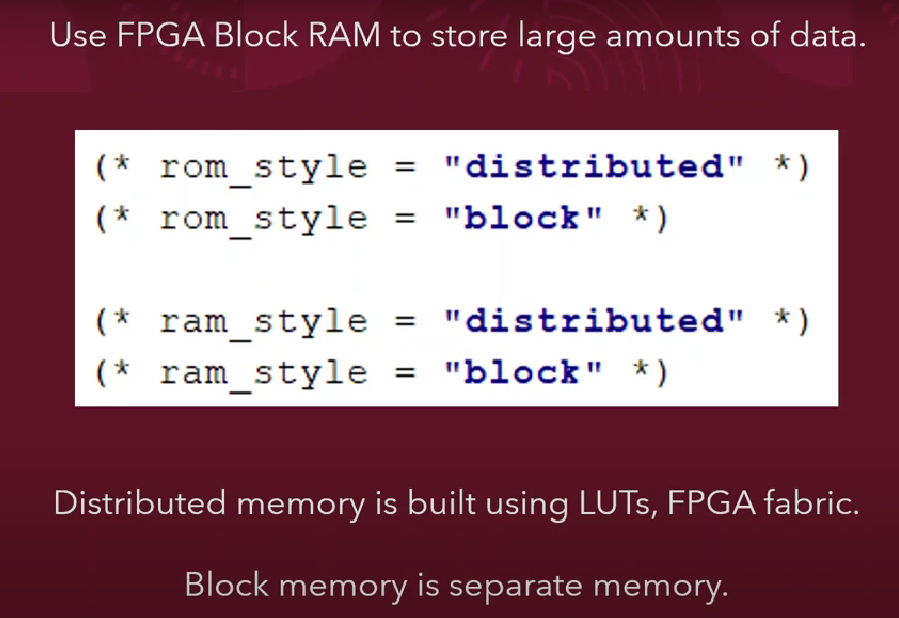 Use FPGA Block RAM to store large amounts of data.
(* rom_style = "distributed" *)
(* rom_style = "block" *)
(* ram_style = "distributed" *)
(* ram_style = "block" *)
Distributed memory is built using LUTs, FPGA fabric.
Block memory is separate memory.